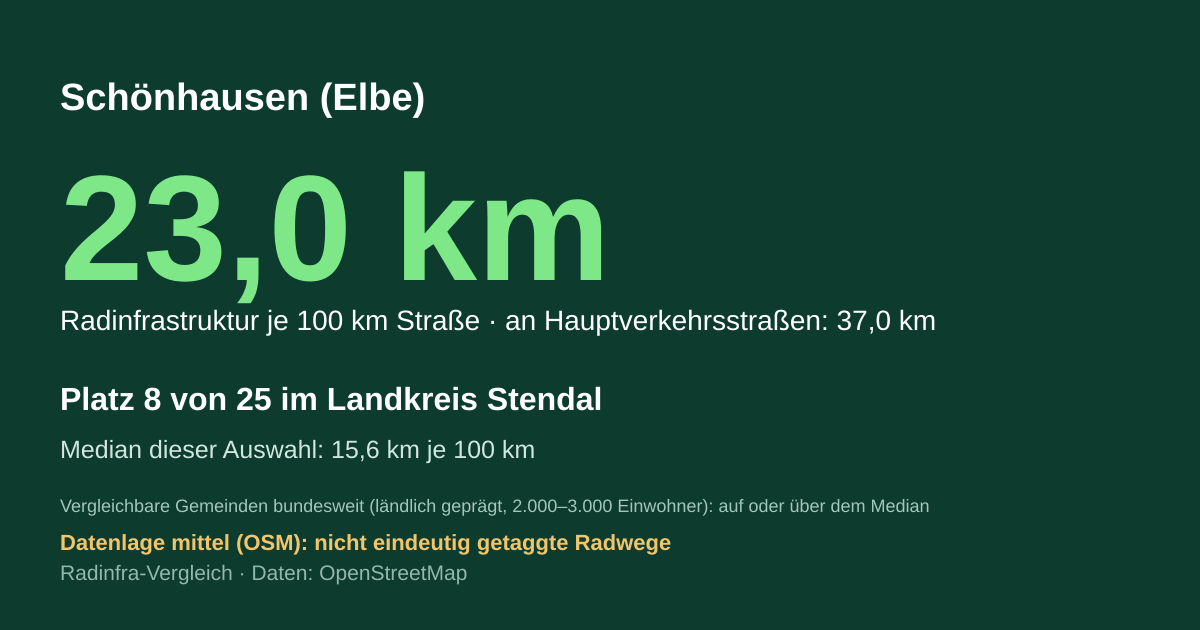 Schönhausen (Elbe)
23,0 km
Radinfrastruktur je 100 km Straße · an Hauptverkehrsstraßen: 37,0 km
Platz 8 von 25 im Landkreis Stendal
Median dieser Auswahl: 15,6 km je 100 km
Vergleichbare Gemeinden bundesweit (ländlich geprägt, 2.000–3.000 Einwohner): auf oder über dem Median
Datenlage mittel (OSM): nicht eindeutig getaggte Radwege
Radinfra-Vergleich · Daten: OpenStreetMap